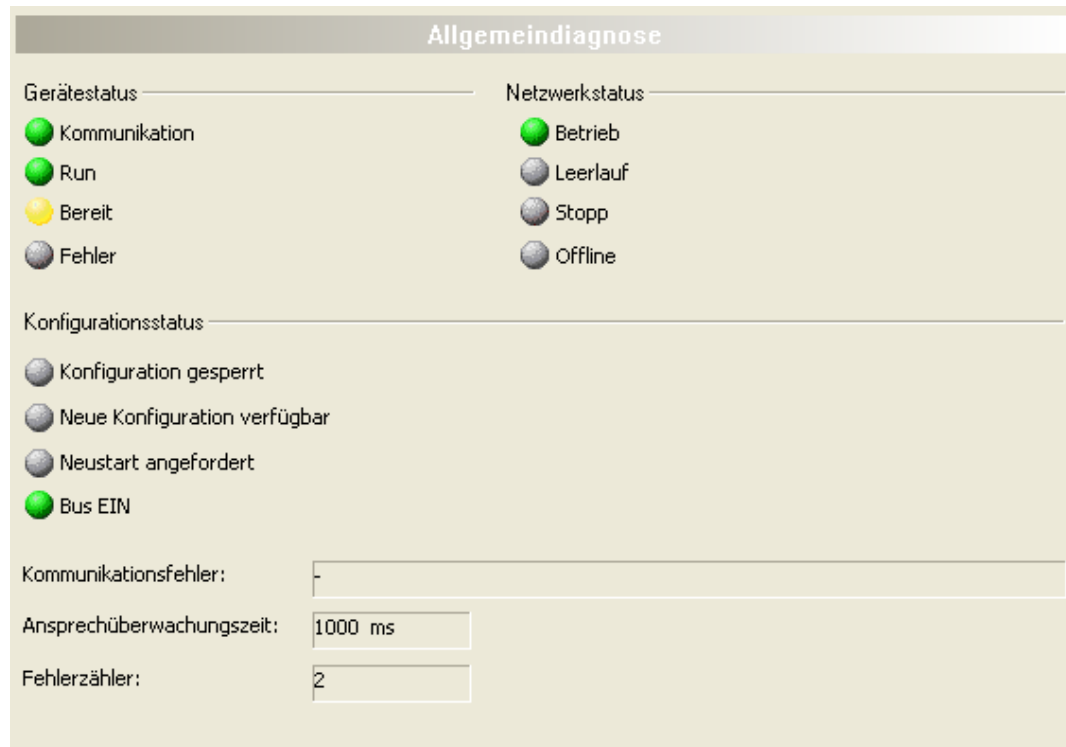 Allgemeindiagnose
Gerätestatus
Kommunikation
Run
Bereit
Fehler
Netzwerkstatus
Betrieb
Leerlauf
Stopp
Offline
Konfigurationsstatus
Konfiguration gesperrt
Neue Konfiguration verfügbar
Neustart angefordert
Bus EIN
Kommunikationsfehler: -
Ansprechüberwachungszeit: 1000 ms
Fehlerzähler: 2